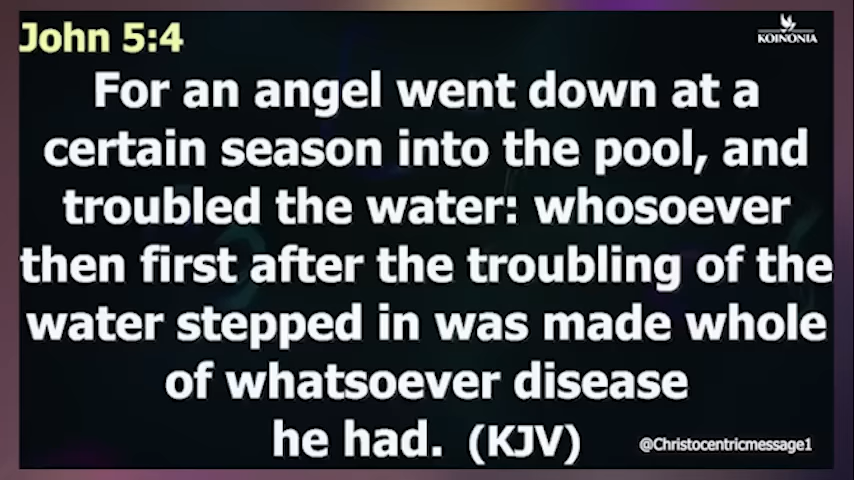 John 5:4
KOINONIA
For an angel went down at a
certain season into the pool, and
troubled the water: whosoever
then first after the troubling of the
water stepped in was made whole
of whatsoever disease
he had. (KJV)
@Christocentricmessage1